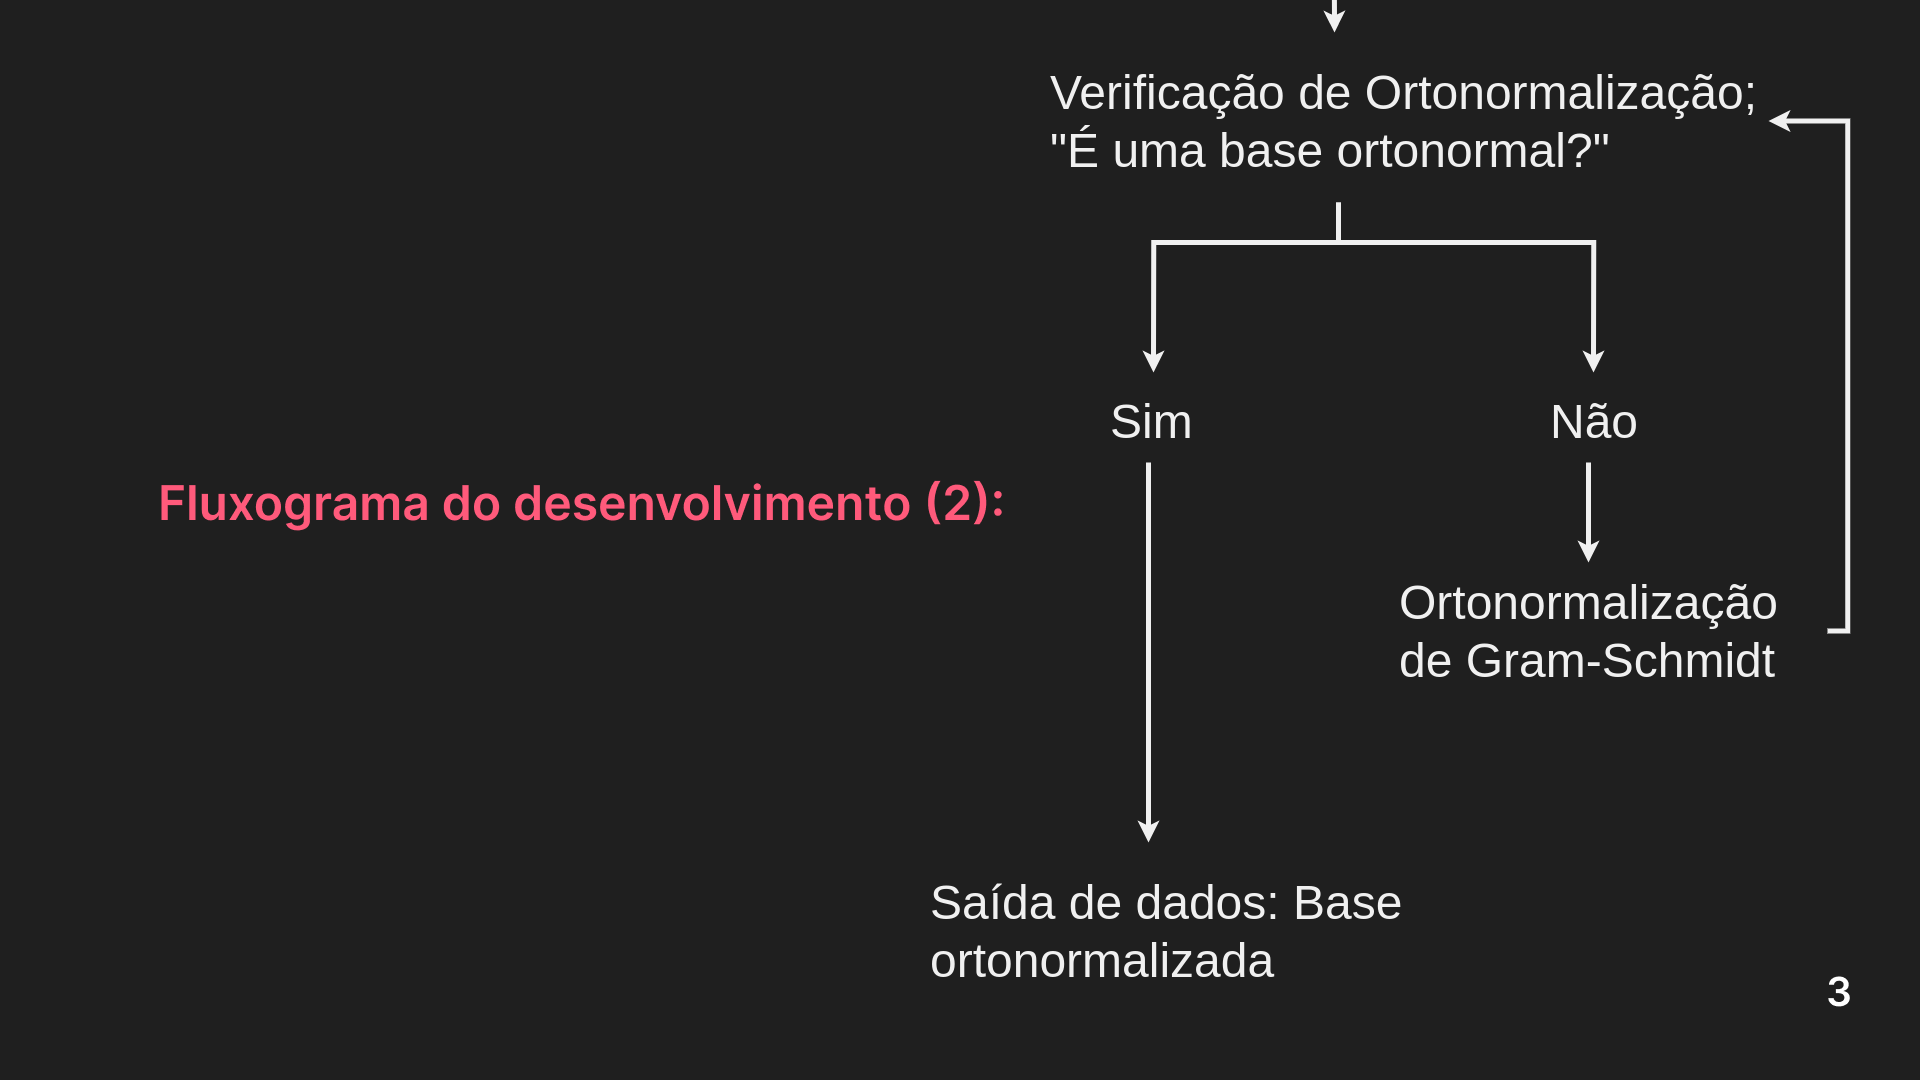 Verificação de Ortonormalização;
"É uma base ortonormal?"
Sim
Não
Fluxograma do desenvolvimento (2):
Ortonormalização
de Gram-Schmidt
Saída de dados: Base
ortonormalizada
3